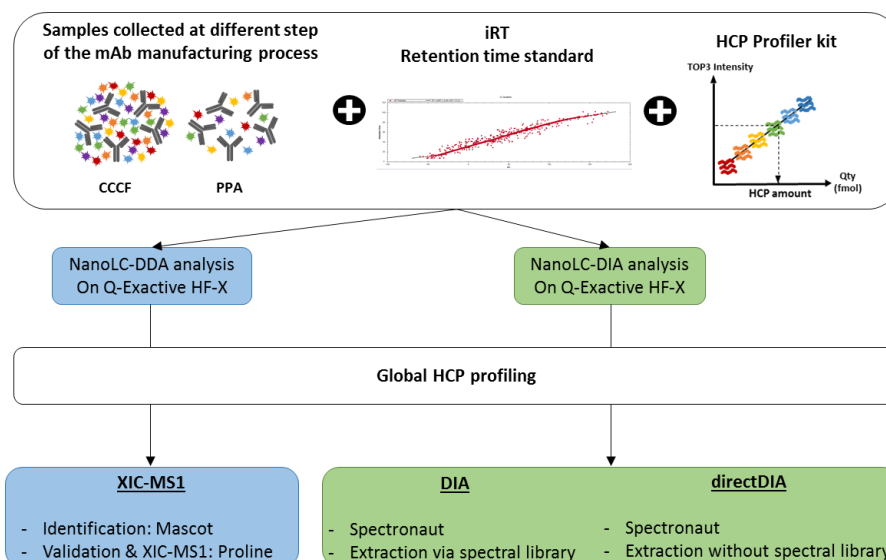 Samples collected at different step
of the mAb manufacturing process
CCCF
PPA
iRT
Retention time standard
HCP Profiler kit
TOP3 Intensity
Qty
(fmol)
HCP amount
NanoLC-DDA analysis
On Q-Exactive HF-X
NanoLC-DIA analysis
On Q-Exactive HF-X
Global HCP profiling
XIC-MS1
- Identification: Mascot
- Validation & XIC-MS1: Proline
DIA
- Spectronaut
- Extraction via spectral library
directDIA
- Spectronaut
- Extraction without spectral library